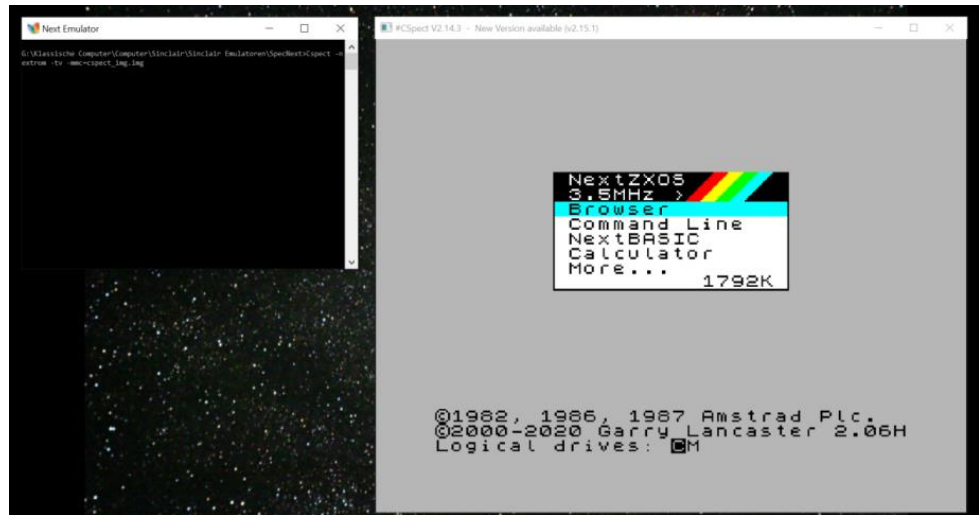 Next Emulator
G:\Klassische Computer\Computer\Sinclair\Sinclair Emulatoren\SpecNext>Cspect -n
extrom -tv -mmc=cspect_img.img
#CSpect V2.14.3 - New Version available (v2.15.1)
NextZXOS
3.5MHz >
Browser
Command Line
NextBASIC
Calculator
More...
1792K
©1982, 1986, 1987 Amstrad Plc.
©2000-2020 Garry Lancaster 2.06H
Logical drives: CM